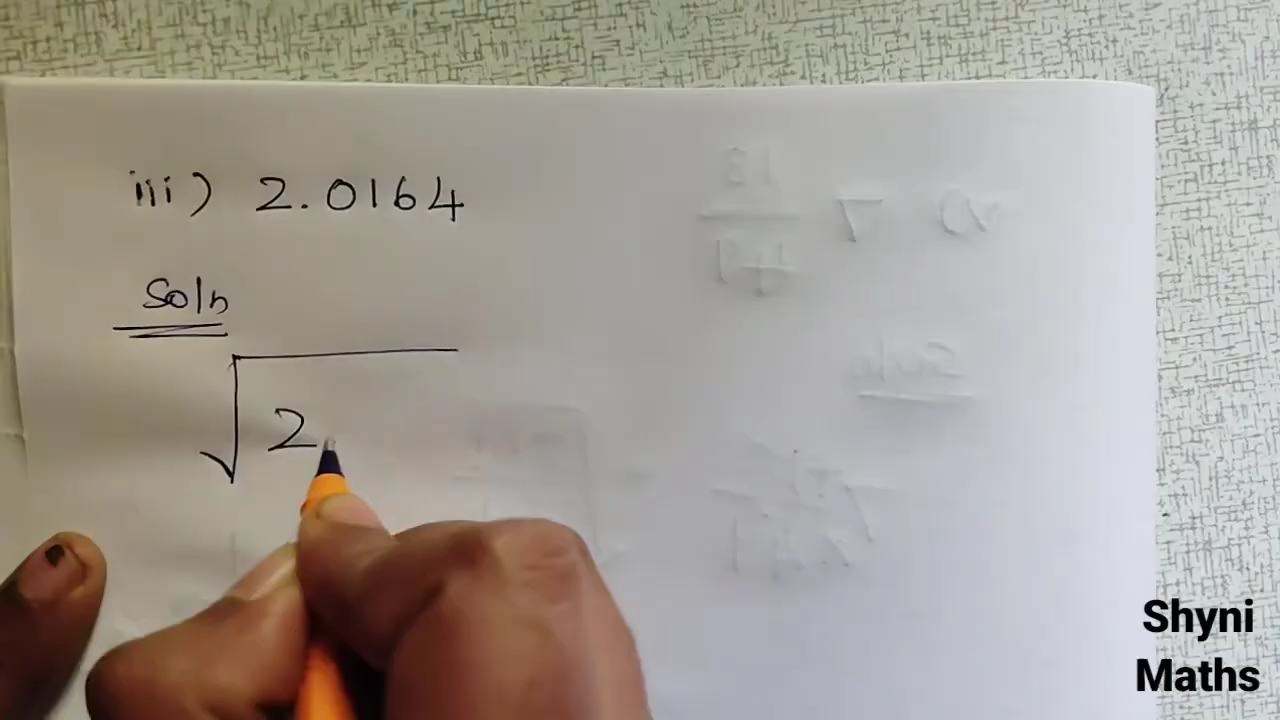 iii) 2.0164
Soln
√2.
Shyni
Maths